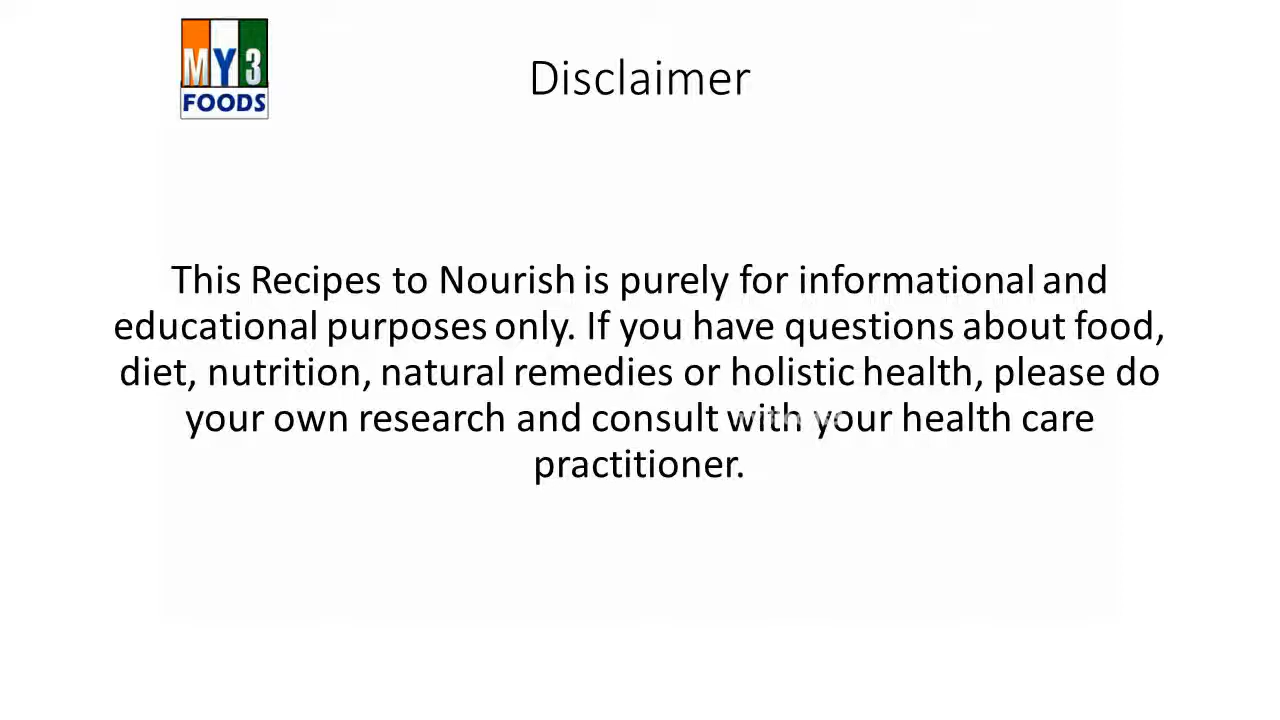 MY3
FOODS
Disclaimer
This Recipes to Nourish is purely for informational and
educational purposes only. If you have questions about food,
diet, nutrition, natural remedies or holistic health, please do
your own research and consult with your health care
practitioner.